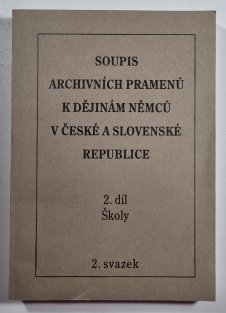 SOUPIS
ARCHIVNÍCH PRAMENŮ
K DĚJINÁM NĚMCŮ
V ČESKÉ A SLOVENSKÉ
REPUBLICE
2. díl
Školy
2. svazek